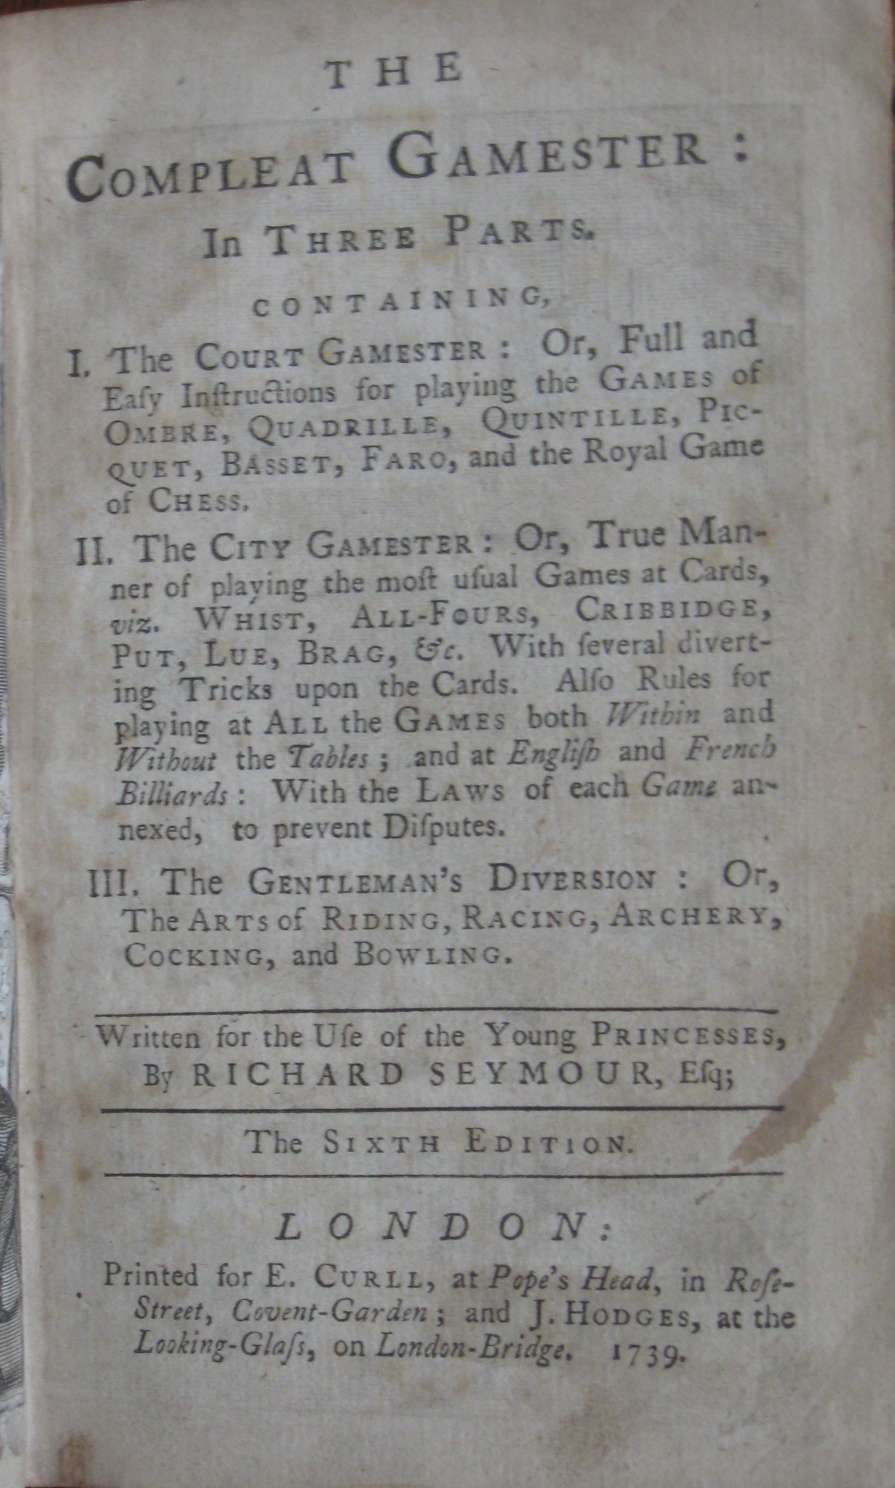 THE
COMPLEAT GAMESTER:
In THREE PARTS.
CONTAINING,
I. The COURT GAMESTER: Or, Full and
Eaſy Inſtructions for playing the GAMES of
OMBRE, QUADRILLE, QUINTILLE, PIC-
QUET, BASSET, FARO, and the Royal Game
of CHESS.
II. The CITY GAMESTER: Or, True Man-
ner of playing the moſt uſual Games at Cards,
viz. WHIST, ALL-FOURS, CRIBBIDGE,
PUT, LUE, BRAG, &c. With ſeveral divert-
ing Tricks upon the Cards. Alſo Rules for
playing at ALL the GAMES both Within and
Without the Tables; and at Engliſh and French
Billiards: With the LAWS of each Game an-
nexed, to prevent Diſputes.
III. The GENTLEMAN'S DIVERSION: Or,
The ARTS of RIDING, RACING, ARCHERY,
COCKING, and BOWLING.
Written for the Uſe of the Young PRINCESSES,
By RICHARD SEYMOUR, Eſq;
The SIXTH EDITION.
LONDON:
Printed for E. CURLL, at Pope's Head, in Roſe-
Street, Covent-Garden; and J. HODGES, at the
Looking-Glaſs, on London-Bridge. 1739.